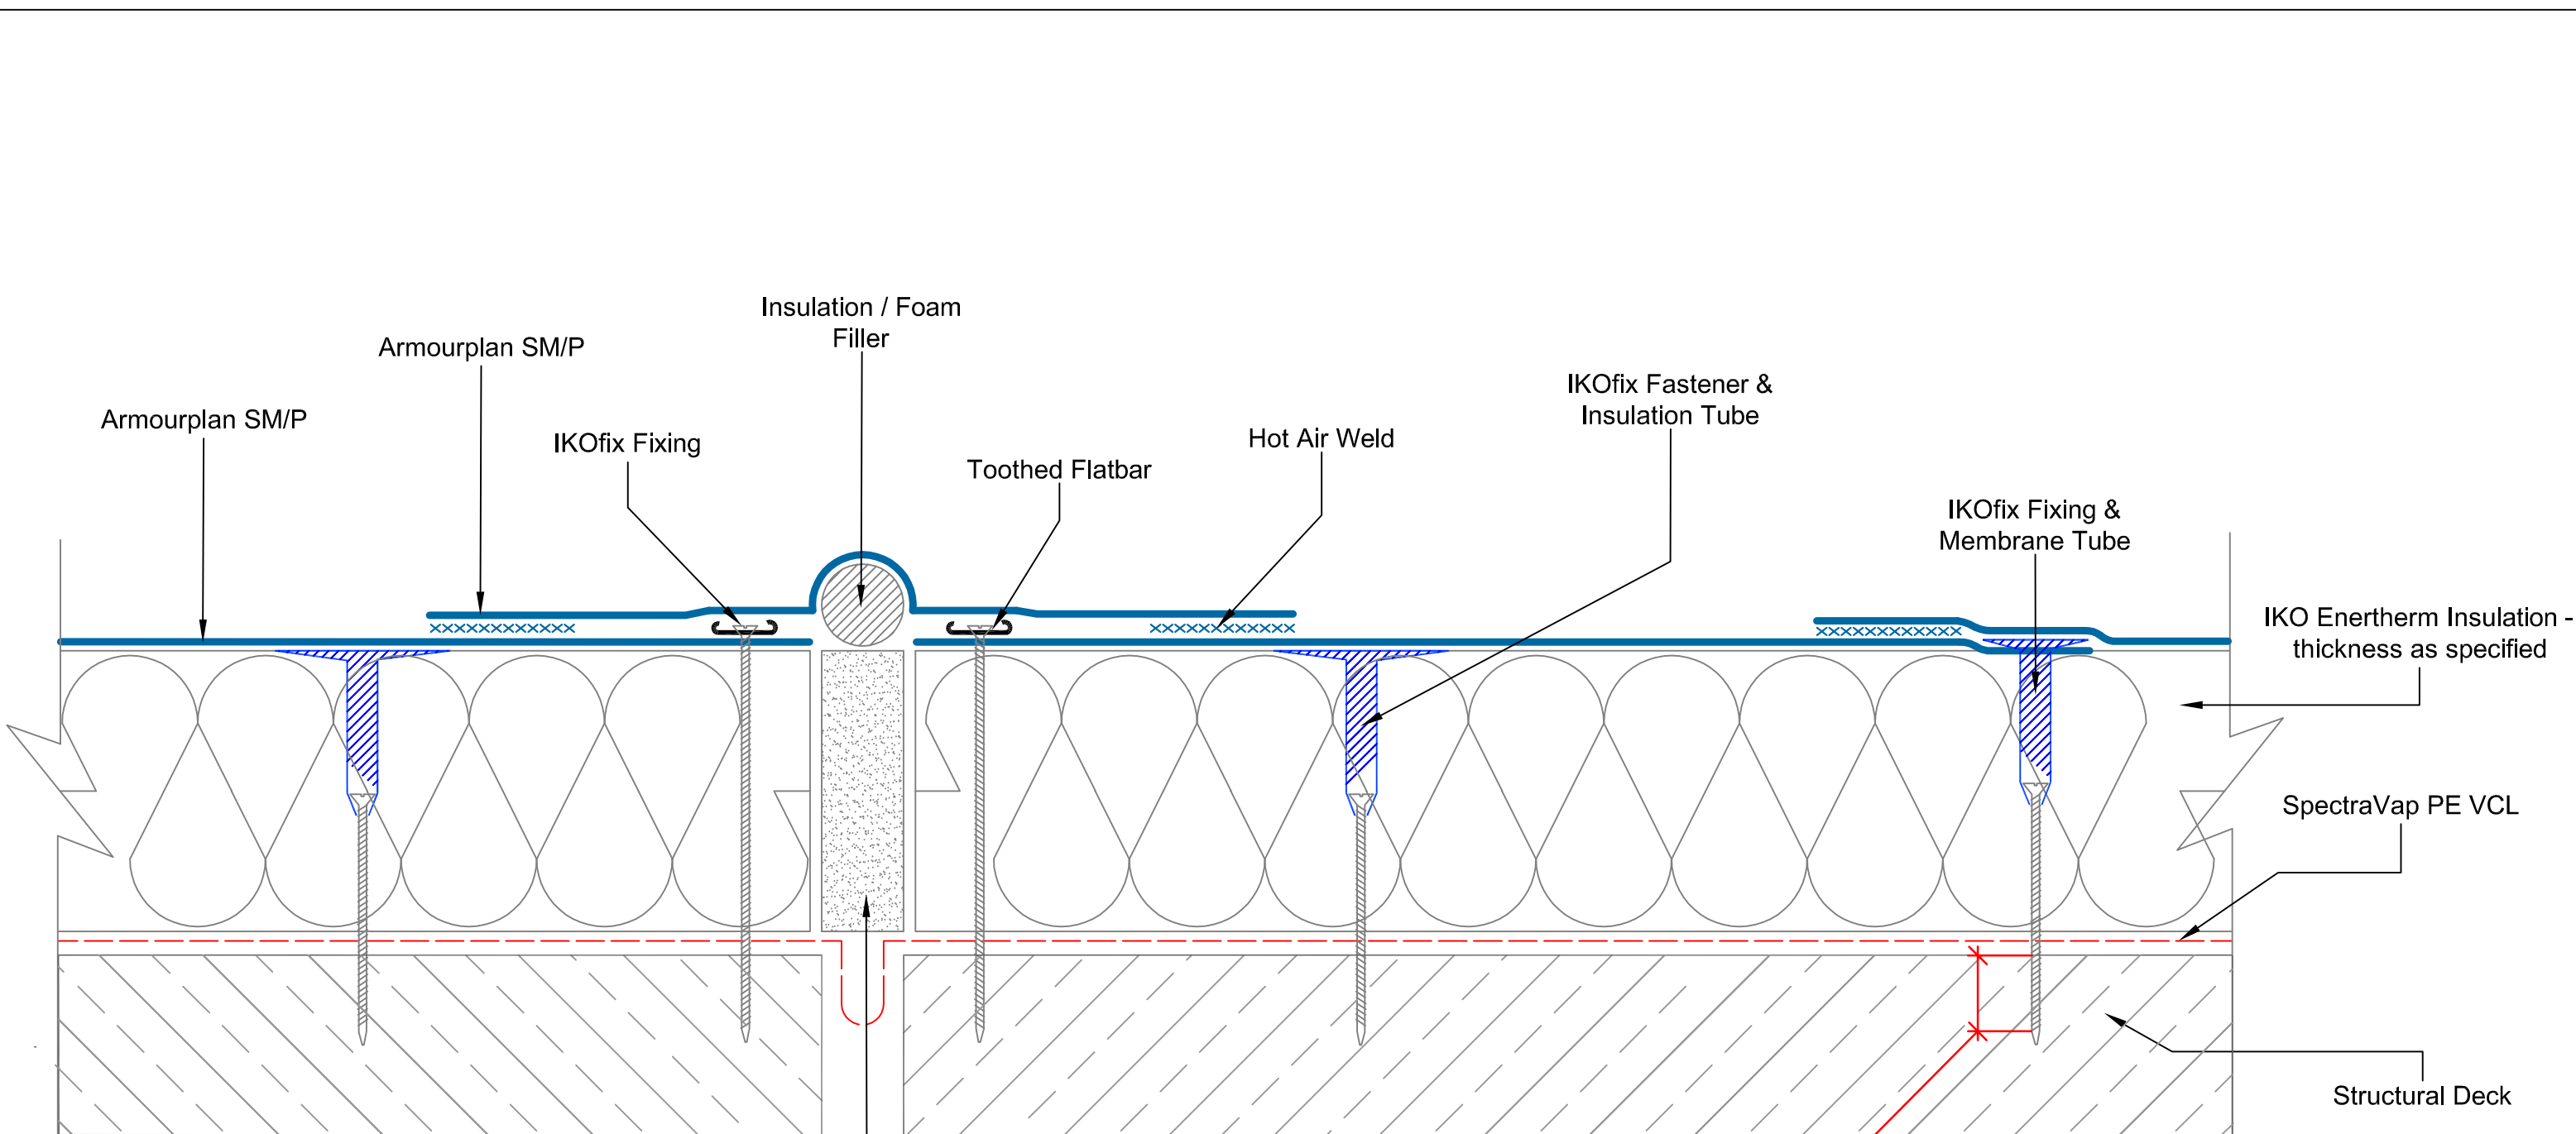 Insulation / Foam
Filler
Armourplan SM/P
Armourplan SM/P
IKOfix Fixing
Toothed Flatbar
Hot Air Weld
IKOfix Fastener &
Insulation Tube
IKOfix Fixing &
Membrane Tube
IKO Enertherm Insulation -
thickness as specified
SpectraVap PE VCL
Structural Deck